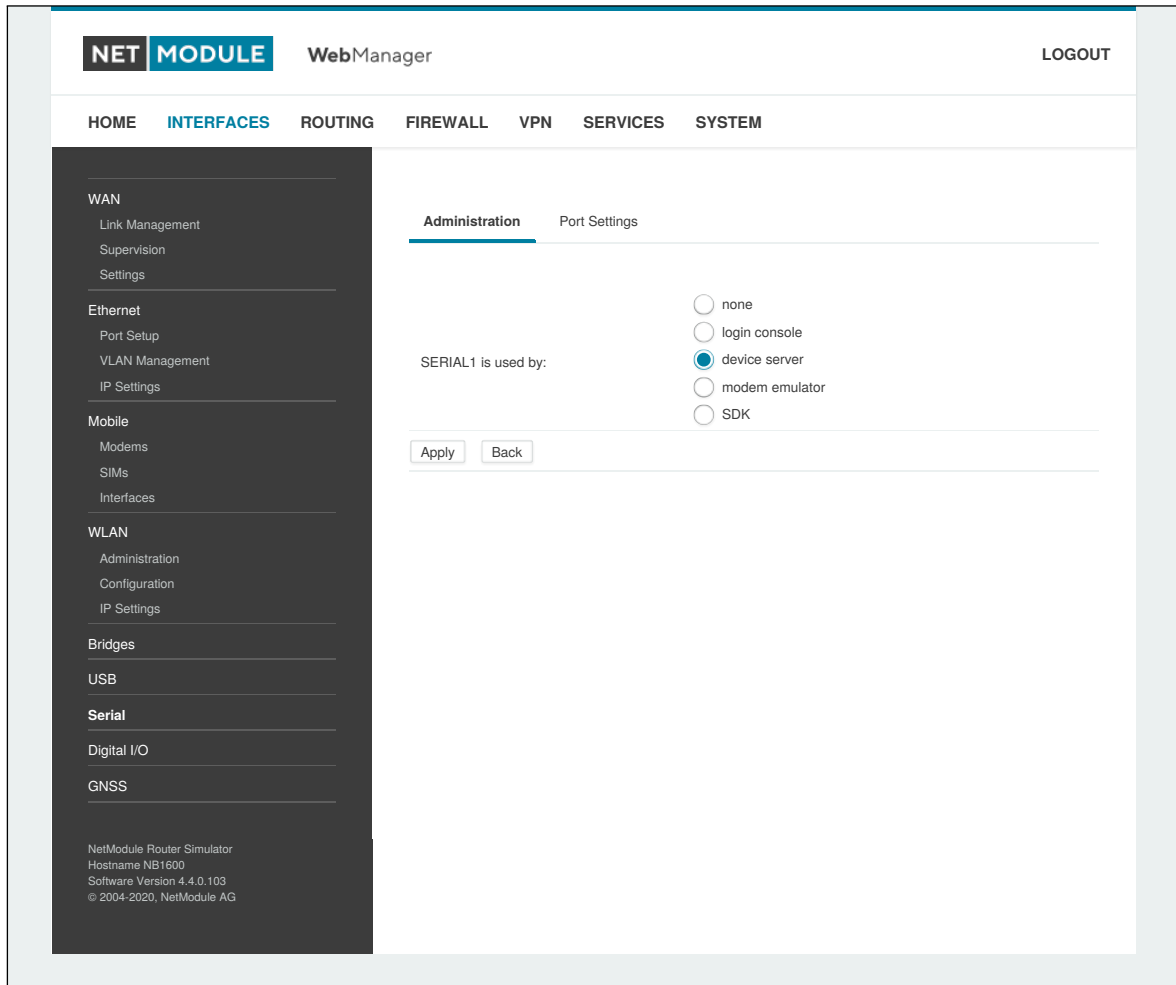 NET MODULE WebManager LOGOUT
HOME INTERFACES ROUTING FIREWALL VPN SERVICES SYSTEM
WAN
Link Management
Supervision
Settings
Ethernet
Port Setup
VLAN Management
IP Settings
Mobile
Modems
SIMs
Interfaces
WLAN
Administration
Configuration
IP Settings
Bridges
USB
Serial
Digital I/O
GNSS
NetModule Router Simulator
Hostname NB1600
Software Version 4.4.0.103
© 2004-2020, NetModule AG
Administration Port Settings
SERIAL1 is used by:
none
login console
device server
modem emulator
SDK
Apply Back